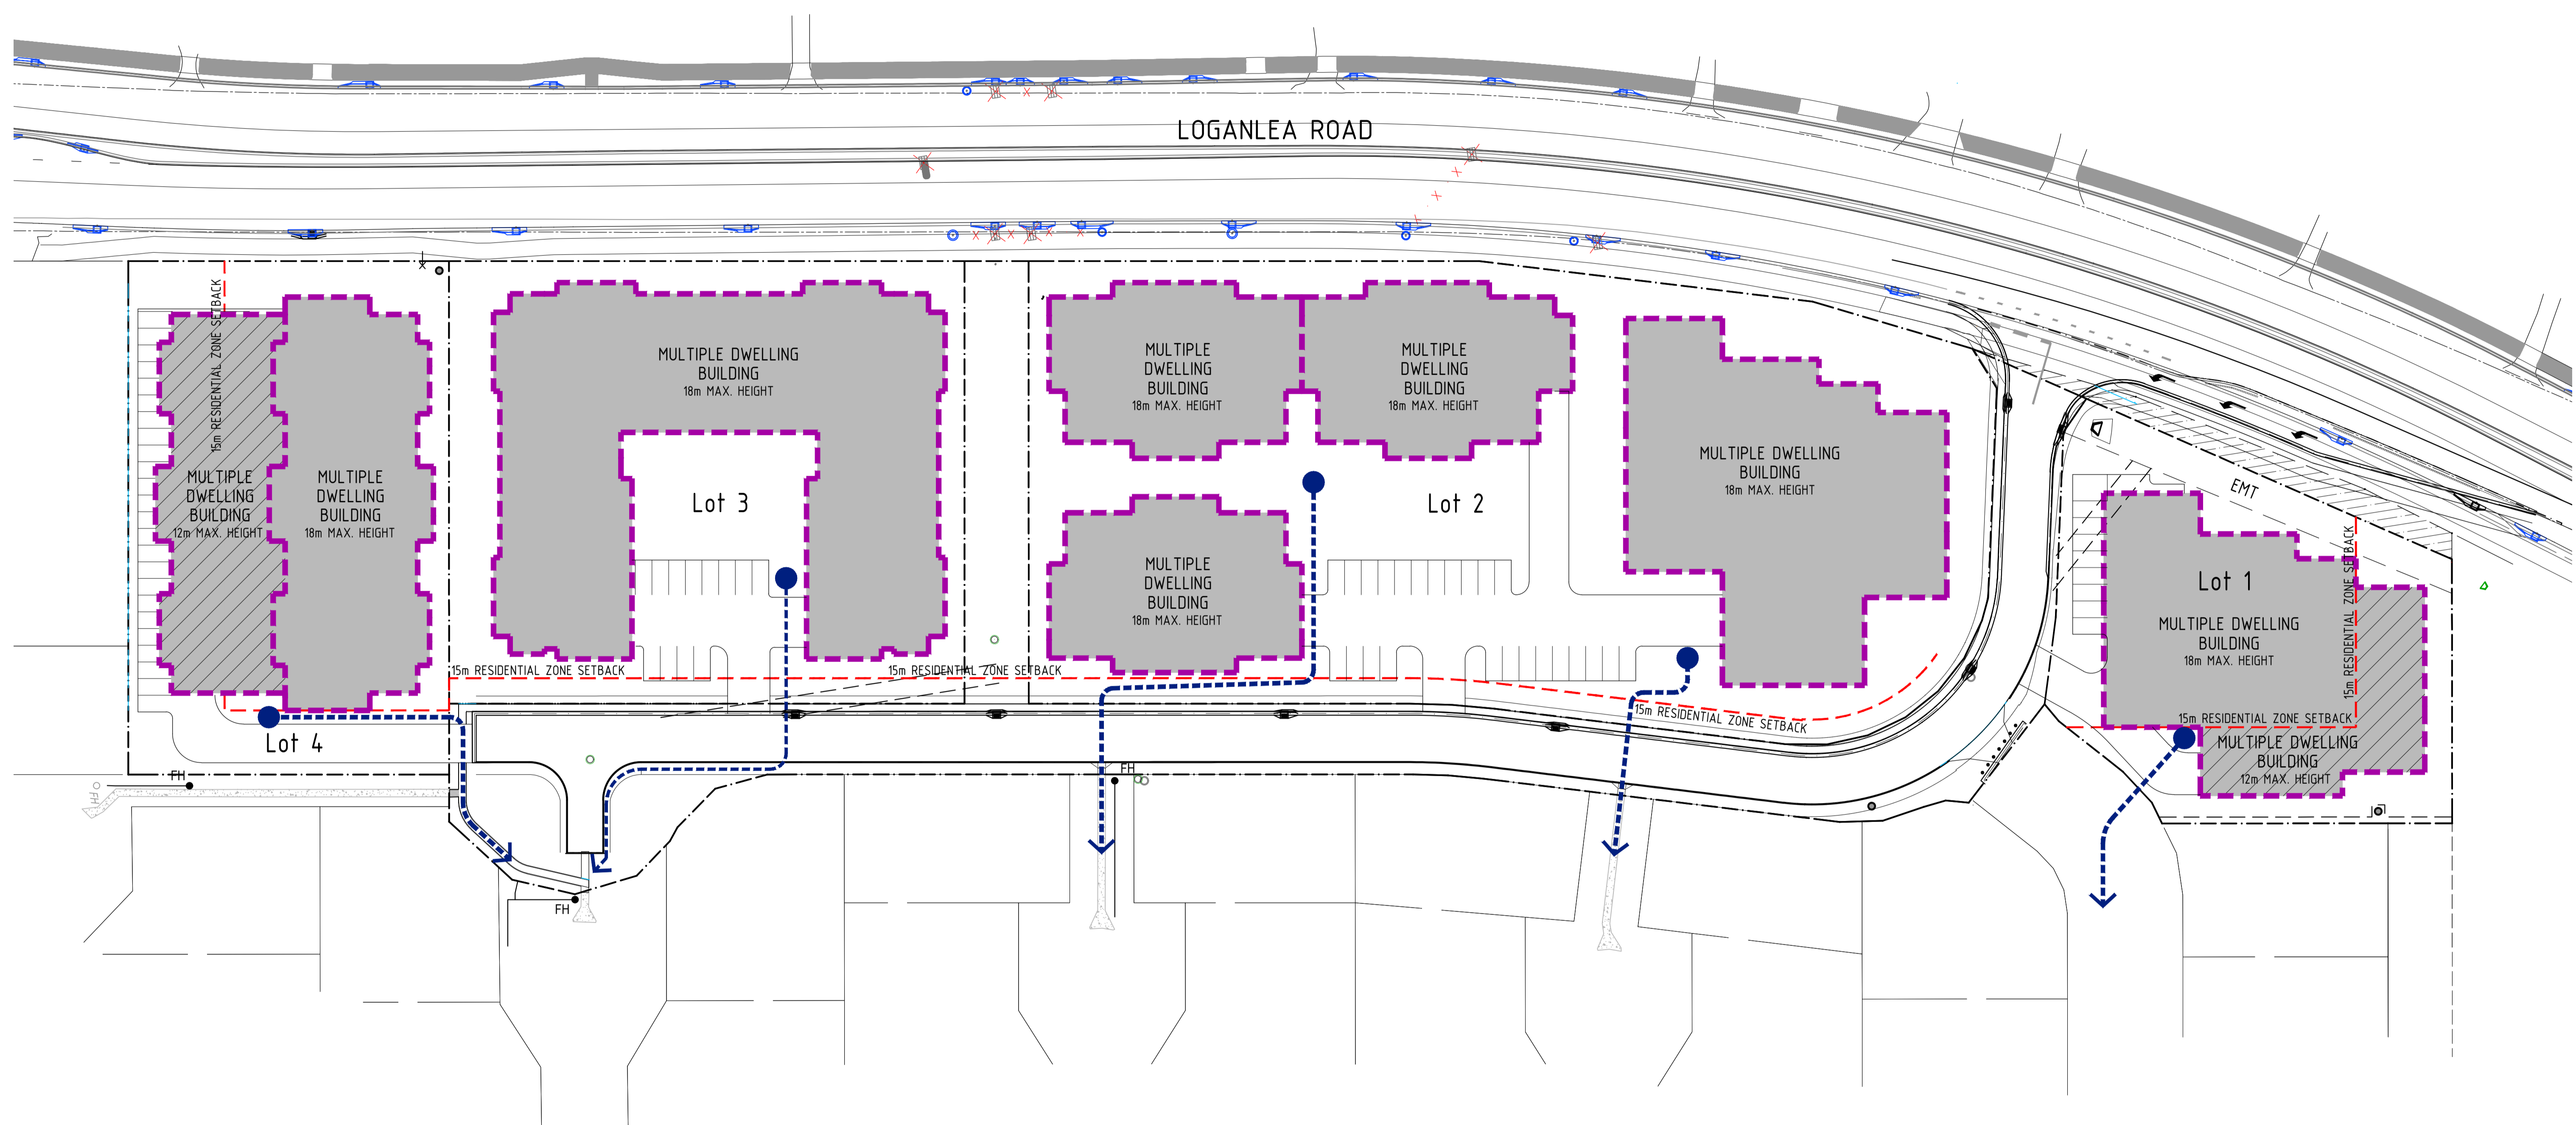 LOGANLEA ROAD
15m RESIDENTIAL ZONE SETBACK
MULTIPLE
DWELLING
BUILDING
12m MAX. HEIGHT
MULTIPLE
DWELLING
BUILDING
18m MAX. HEIGHT
Lot 4
FH
FH
MULTIPLE DWELLING
BUILDING
18m MAX. HEIGHT
Lot 3
15m RESIDENTIAL ZONE SETBACK
15m RESIDENTIAL ZONE SETBACK
FH
MULTIPLE
DWELLING
BUILDING
18m MAX. HEIGHT
MULTIPLE
DWELLING
BUILDING
18m MAX. HEIGHT
Lot 2
MULTIPLE
DWELLING
BUILDING
18m MAX. HEIGHT
MULTIPLE DWELLING
BUILDING
18m MAX. HEIGHT
15m RESIDENTIAL ZONE SETBACK
FH
EMT
Lot 1
MULTIPLE DWELLING
BUILDING
18m MAX. HEIGHT
15m RESIDENTIAL ZONE SETBACK
15m RESIDENTIAL ZONE SETBACK
MULTIPLE DWELLING
BUILDING
12m MAX. HEIGHT